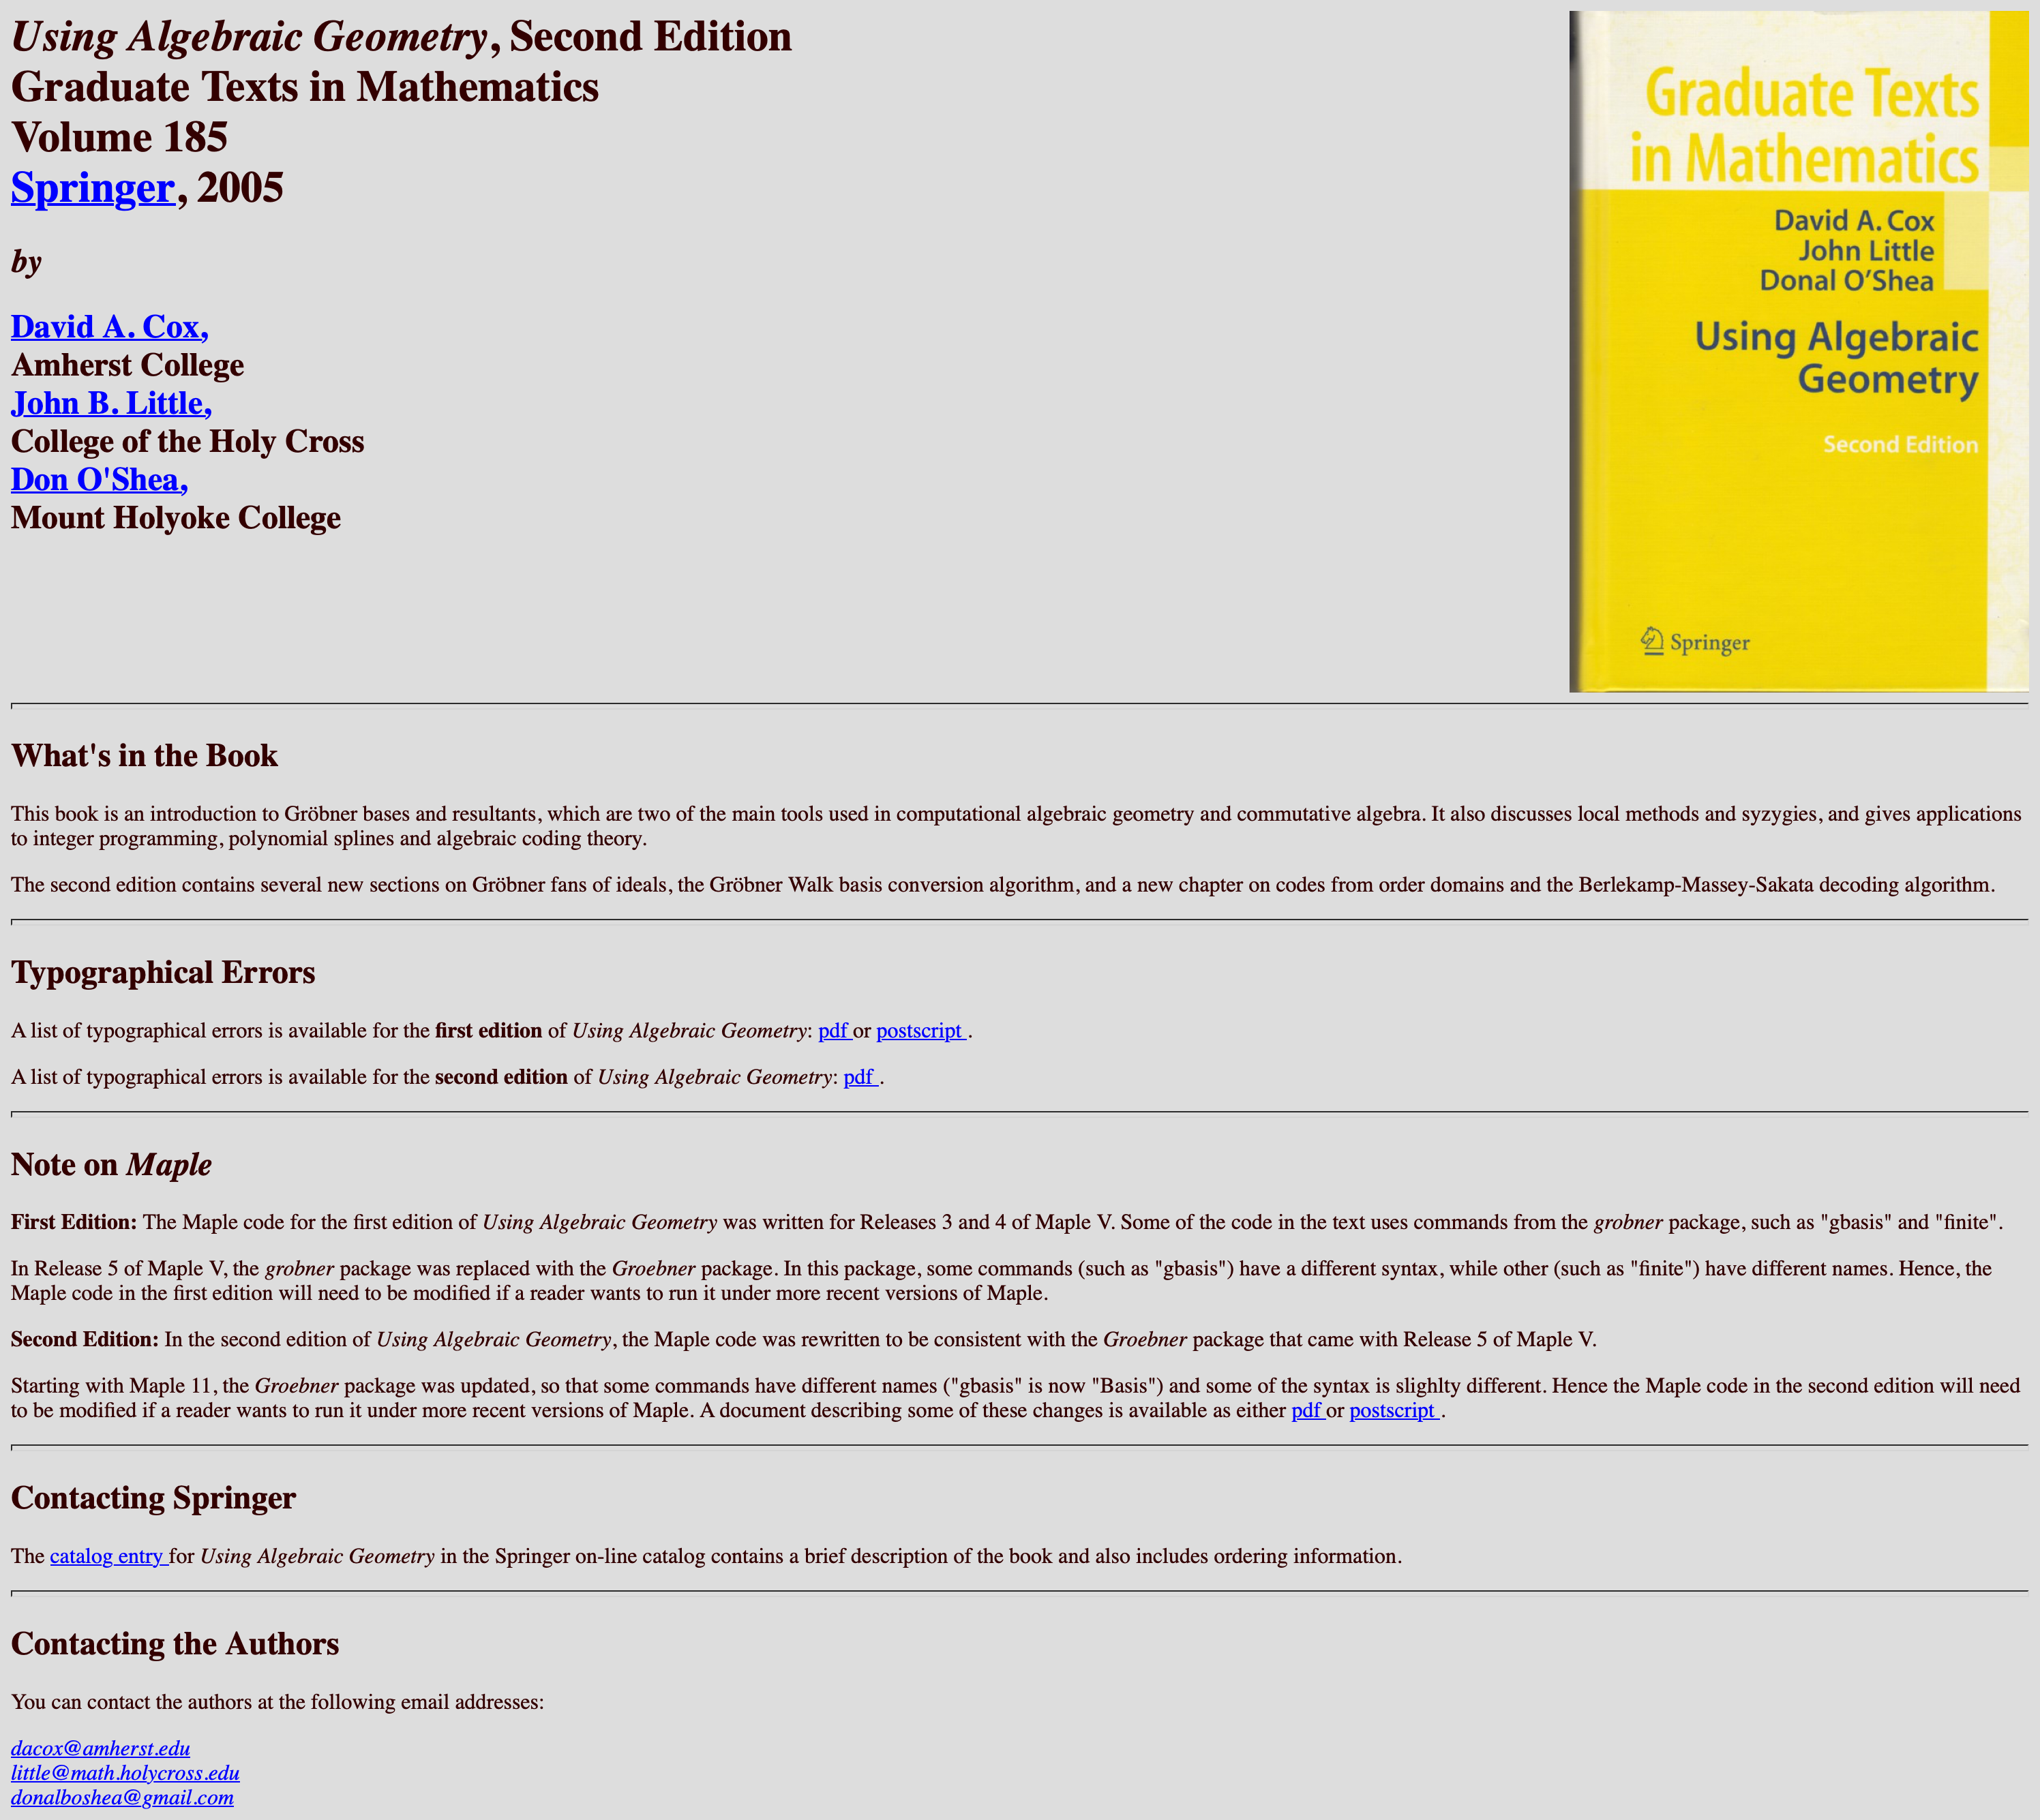 Using Algebraic Geometry, Second Edition
Graduate Texts in Mathematics
Volume 185
Springer, 2005
by
David A. Cox,
Amherst College
John B. Little,
College of the Holy Cross
Don O'Shea,
Mount Holyoke College
Graduate Texts
in Mathematics
David A. Cox
John Little
Donal O'Shea
Using Algebraic
Geometry
Second Edition
Springer
What's in the Book
This book is an introduction to Gröbner bases and resultants, which are two of the main tools used in computational algebraic geometry and commutative algebra. It also discusses local methods and syzygies, and gives applications
to integer programming, polynomial splines and algebraic coding theory.
The second edition contains several new sections on Gröbner fans of ideals, the Gröbner Walk basis conversion algorithm, and a new chapter on codes from order domains and the Berlekamp-Massey-Sakata decoding algorithm.
Typographical Errors
A list of typographical errors is available for the first edition of Using Algebraic Geometry: pdf or postscript .
A list of typographical errors is available for the second edition of Using Algebraic Geometry: pdf .
Note on Maple
First Edition: The Maple code for the first edition of Using Algebraic Geometry was written for Releases 3 and 4 of Maple V. Some of the code in the text uses commands from the grobner package, such as "gbasis" and "finite".
In Release 5 of Maple V, the grobner package was replaced with the Groebner package. In this package, some commands (such as "gbasis") have a different syntax, while other (such as "finite") have different names. Hence, the
Maple code in the first edition will need to be modified if a reader wants to run it under more recent versions of Maple.
Second Edition: In the second edition of Using Algebraic Geometry, the Maple code was rewritten to be consistent with the Groebner package that came with Release 5 of Maple V.
Starting with Maple 11, the Groebner package was updated, so that some commands have different names ("gbasis" is now "Basis") and some of the syntax is slighlty different. Hence the Maple code in the second edition will need
to be modified if a reader wants to run it under more recent versions of Maple. A document describing some of these changes is available as either pdf or postscript .
Contacting Springer
The catalog entry for Using Algebraic Geometry in the Springer on-line catalog contains a brief description of the book and also includes ordering information.
Contacting the Authors
You can contact the authors at the following email addresses:
dacox@amherst.edu
little@math.holycross.edu
donalboshea@gmail.com